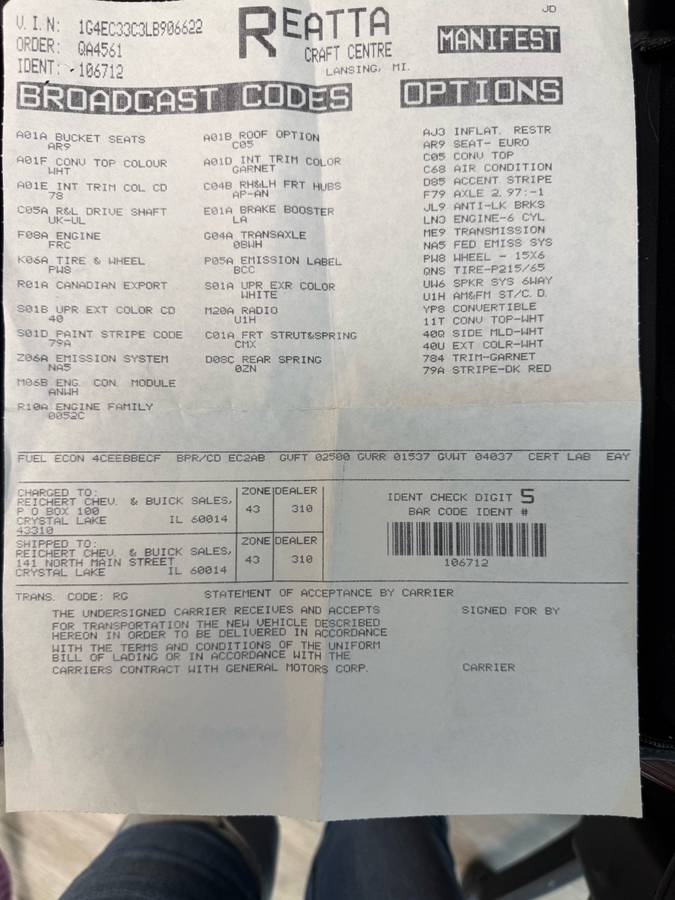 V.I.N: 1G4EC33C3LB906622
ORDER: QA4561
IDENT: 106712
REATTA
CRAFT CENTRE
LANSING, MI.
JD
MANIFEST
BROADCAST CODES
A01A BUCKET SEATS
AR9
A01F CONV TOP COLOUR
WHT
A01E INT TRIM COL CD
78
C05A R&L DRIVE SHAFT
UK-UL
F08A ENGINE
FRC
K06A TIRE & WHEEL
PW8
R01A CANADIAN EXPORT
S01B UPR EXT COLOR CD
40
S01D PAINT STRIPE CODE
79A
Z06A EMISSION SYSTEM
NA5
M06B ENG. CON. MODULE
ANWH
R10A ENGINE FAMILY
0052C
A01B ROOF OPTION
C05
A01D INT TRIM COLOR
GARNET
C04B RH&LH FRT HUBS
AP-AN
E01A BRAKE BOOSTER
LA
G04A TRANSAXLE
0BWH
P05A EMISSION LABEL
BCC
S01A UPR EXR COLOR
WHITE
M20A RADIO
U1H
C01A FRT STRUT&SPRING
CMX
D08C REAR SPRING
0ZN
OPTIONS
AJ3 INFLAT. RESTR
AR9 SEAT- EURO
C05 CONV TOP
C68 AIR CONDITION
D85 ACCENT STRIPE
F79 AXLE 2.97:-1
JL9 ANTI-LK BRKS
LN3 ENGINE-6 CYL
ME9 TRANSMISSION
NA5 FED EMISS SYS
PW8 WHEEL - 15X6
QNS TIRE-P215/65
UW6 SPKR SYS 6WAY
U1H AM&FM ST/C.D.
YP8 CONVERTIBLE
11T CONV TOP-WHT
40Q SIDE MLD-WHT
40U EXT COLR-WHT
784 TRIM-GARNET
79A STRIPE-DK RED
FUEL ECON 4CEEBBECF BPR/CD EC2AB GVFT 02500 GVRR 01537 GVWT 04037 CERT LAB EAY
CHARGED TO:
REICHERT CHEV. & BUICK SALES,
P O BOX 100
CRYSTAL LAKE IL 60014
43310
ZONE DEALER
43 310
SHIPPED TO:
REICHERT CHEV. & BUICK SALES,
141 NORTH MAIN STREET
CRYSTAL LAKE IL 60014
ZONE DEALER
43 310
IDENT CHECK DIGIT 5
BAR CODE IDENT #
106712
TRANS. CODE: RG STATEMENT OF ACCEPTANCE BY CARRIER
THE UNDERSIGNED CARRIER RECEIVES AND ACCEPTS
FOR TRANSPORTATION THE NEW VEHICLE DESCRIBED
HEREON IN ORDER TO BE DELIVERED IN ACCORDANCE
WITH THE TERMS AND CONDITIONS OF THE UNIFORM
BILL OF LADING OR IN ACCORDANCE WITH THE
CARRIERS CONTRACT WITH GENERAL MOTORS CORP.
SIGNED FOR BY
CARRIER